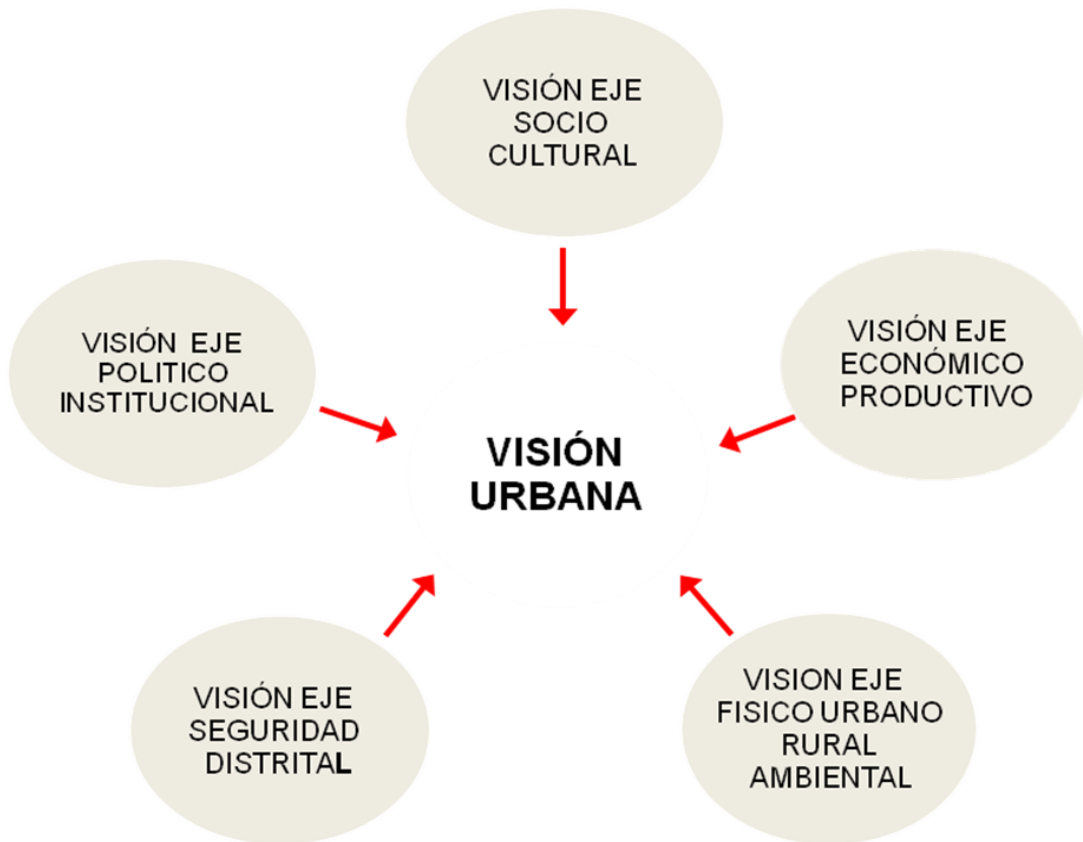 VISIÓN EJE
SOCIO
CULTURAL
VISIÓN EJE
POLITICO
INSTITUCIONAL
VISIÓN EJE
ECONÓMICO
PRODUCTIVO
VISIÓN
URBANA
VISIÓN EJE
SEGURIDAD
DISTRITAL
VISION EJE
FISICO URBANO
RURAL
AMBIENTAL